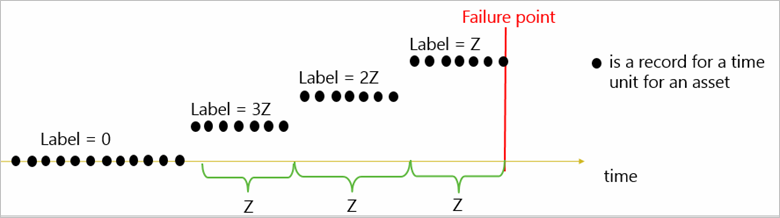 Failure point
Label = Z
Label = 2Z
Label = 3Z
Label = 0
is a record for a time
unit for an asset
time
Z
Z
Z